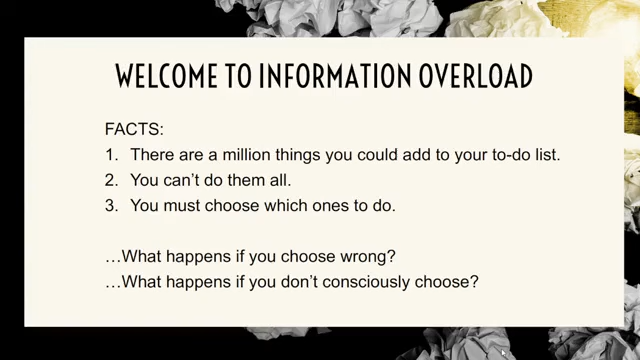 WELCOME TO INFORMATION OVERLOAD
FACTS:
1. There are a million things you could add to your to-do list.
2. You can't do them all.
3. You must choose which ones to do.
…What happens if you choose wrong?
…What happens if you don't consciously choose?